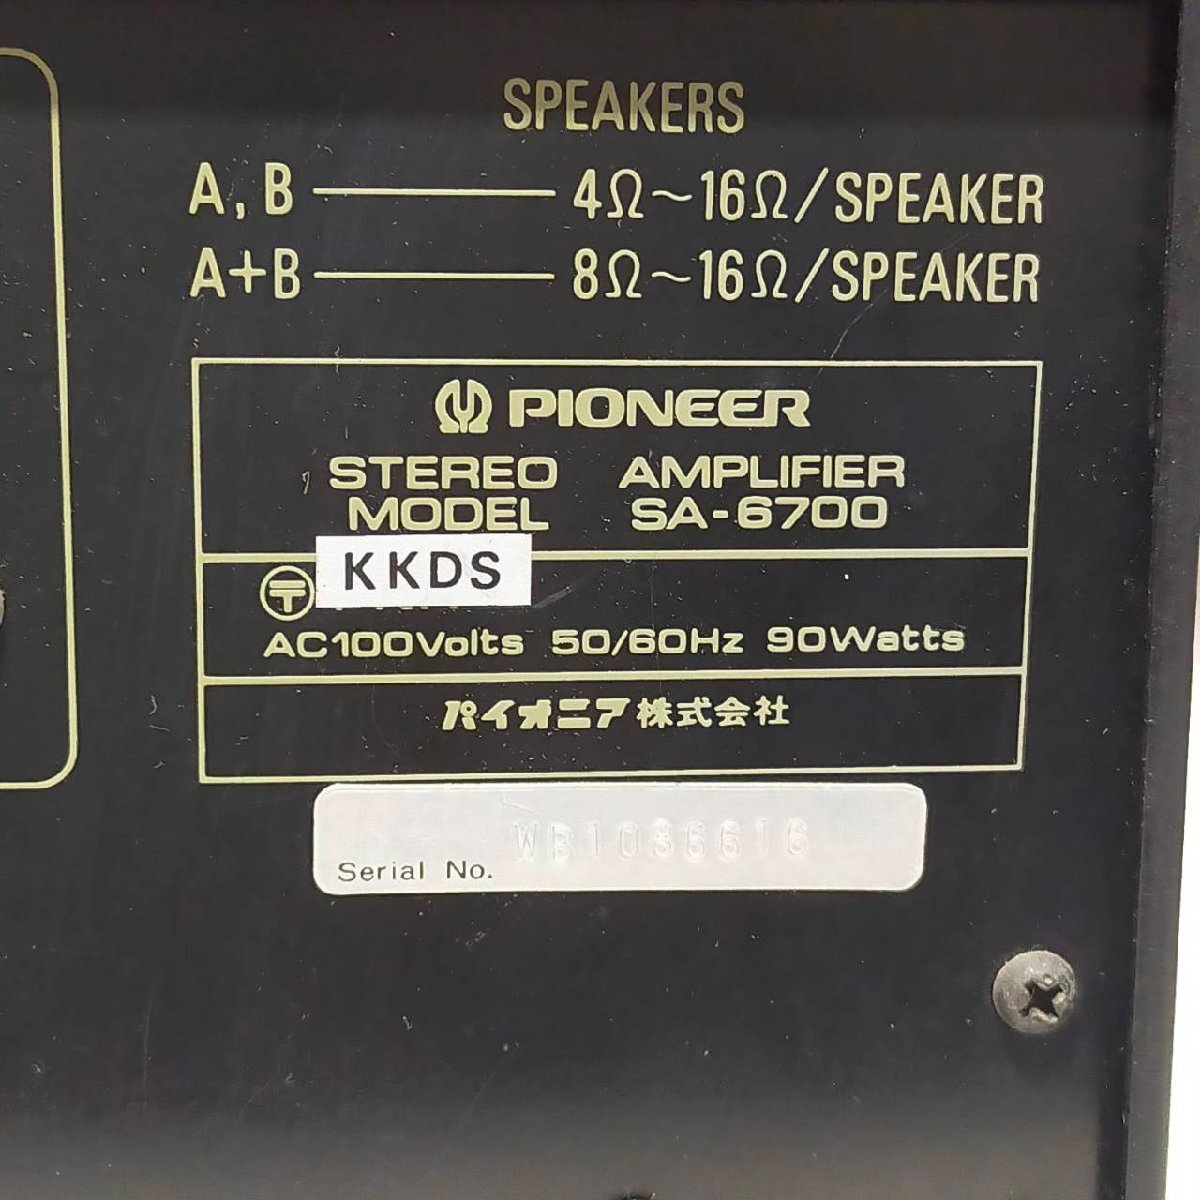 SPEAKERS
A, B 4Ω~16Ω/SPEAKER
A+B 8Ω~16Ω/SPEAKER
PIONEER
STEREO AMPLIFIER
MODEL SA-6700
KKDS
〒
AC100Volts 50/60Hz 90Watts
パイオニア株式会社
WB1086616
Serial No.